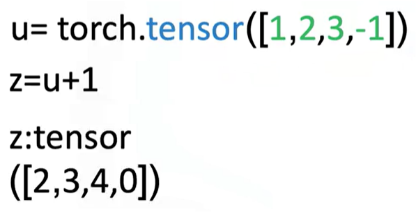 u= torch.tensor([1,2,3,-1])
z=u+1
z:tensor
([2,3,4,0])